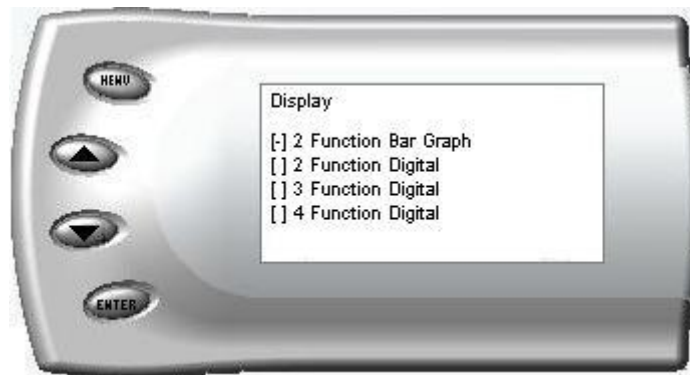 MENU
Display
[-] 2 Function Bar Graph
[ ] 2 Function Digital
[ ] 3 Function Digital
[ ] 4 Function Digital
ENTER